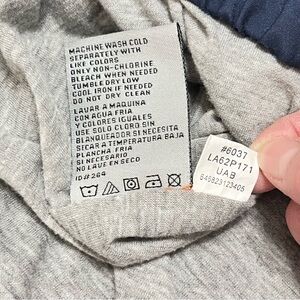 MACHINE WASH COLD
SEPARATELY WITH
LIKE COLORS
ONLY NON-CHLORINE
BLEACH WHEN NEEDED
TUMBLE DRY LOW
COOL IRON IF NEEDED
DO NOT DRY CLEAN
LAVAR A MAQUINA
CON AGUA FRIA
Y COLORES IGUALES
USE SOLO CLORO SIN
BLANQUEADOR SI NECESITA
SECAR A TEMPERATURA BAJA
PLANCHA FRIA
SI NECESARIO
NO LAVE EN SECO
ID# 264
#6037
LA62P171
UAB
649823123405